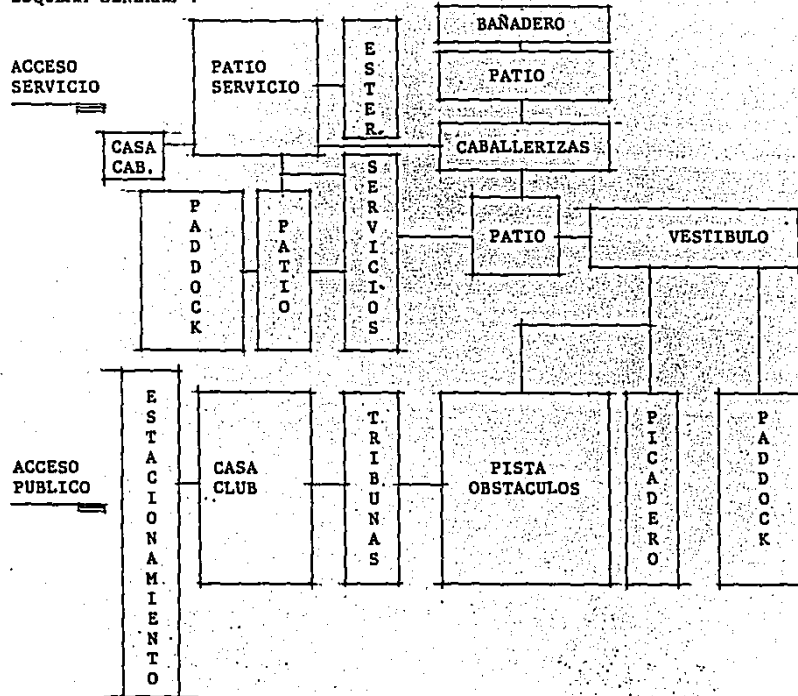 ESQUEMA GENERAL :
BAÑADERO
ACCESO
SERVICIO
PATIO
SERVICIO
ESTER.
PATIO
CASA
CAB.
CABALLERIZAS
PADDOCK
PATIO
SERVICIOS
PATIO
VESTIBULO
ESTACIONAMIENTO
ACCESO
PUBLICO
CASA
CLUB
TRIBUNAS
PISTA
OBSTACULOS
PICADERO
PADDOCK